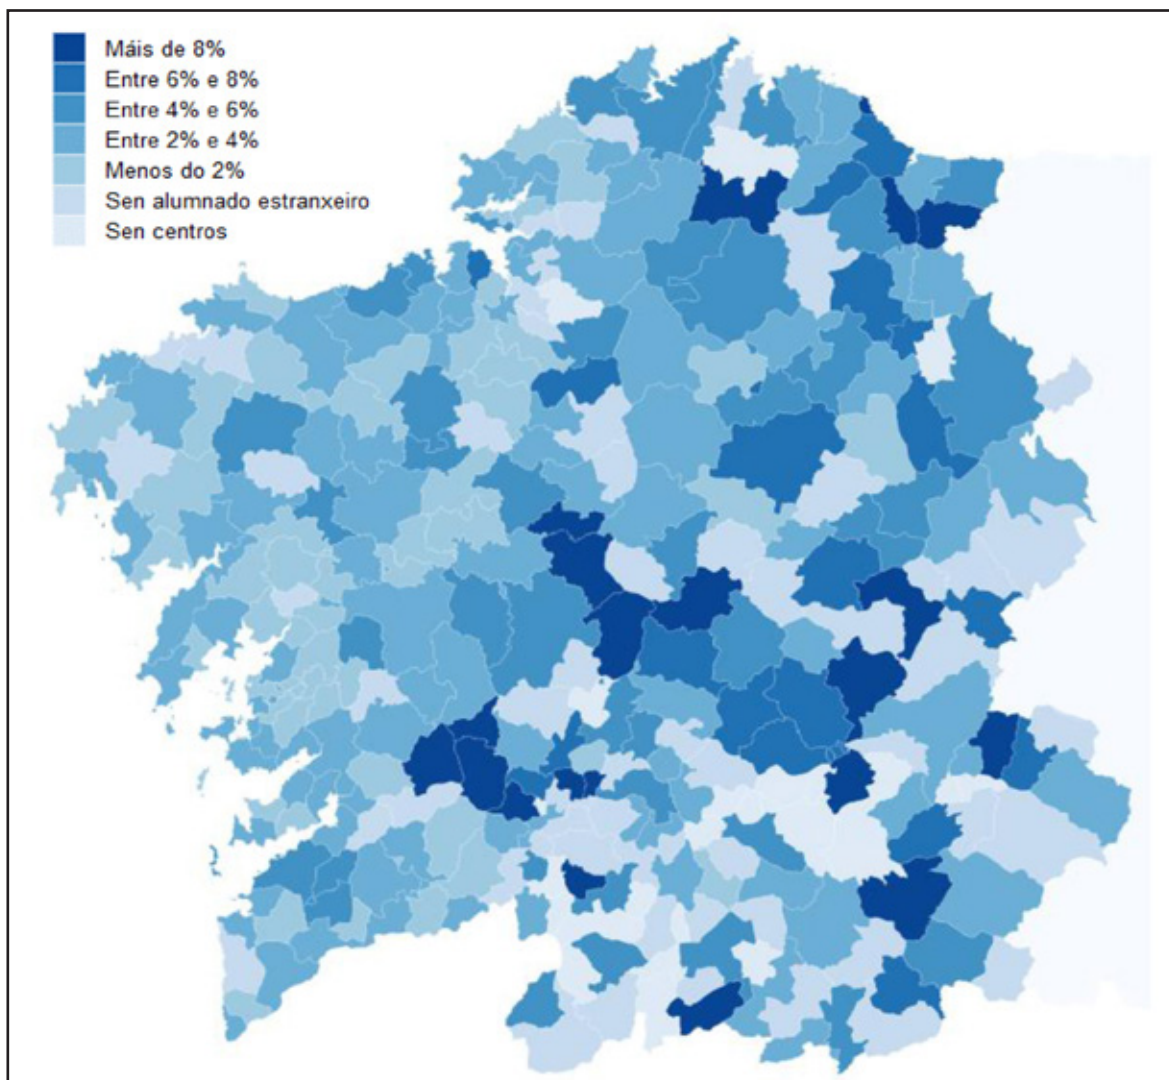 Máis de 8%
Entre 6% e 8%
Entre 4% e 6%
Entre 2% e 4%
Menos do 2%
Sen alumnado estranxeiro
Sen centros